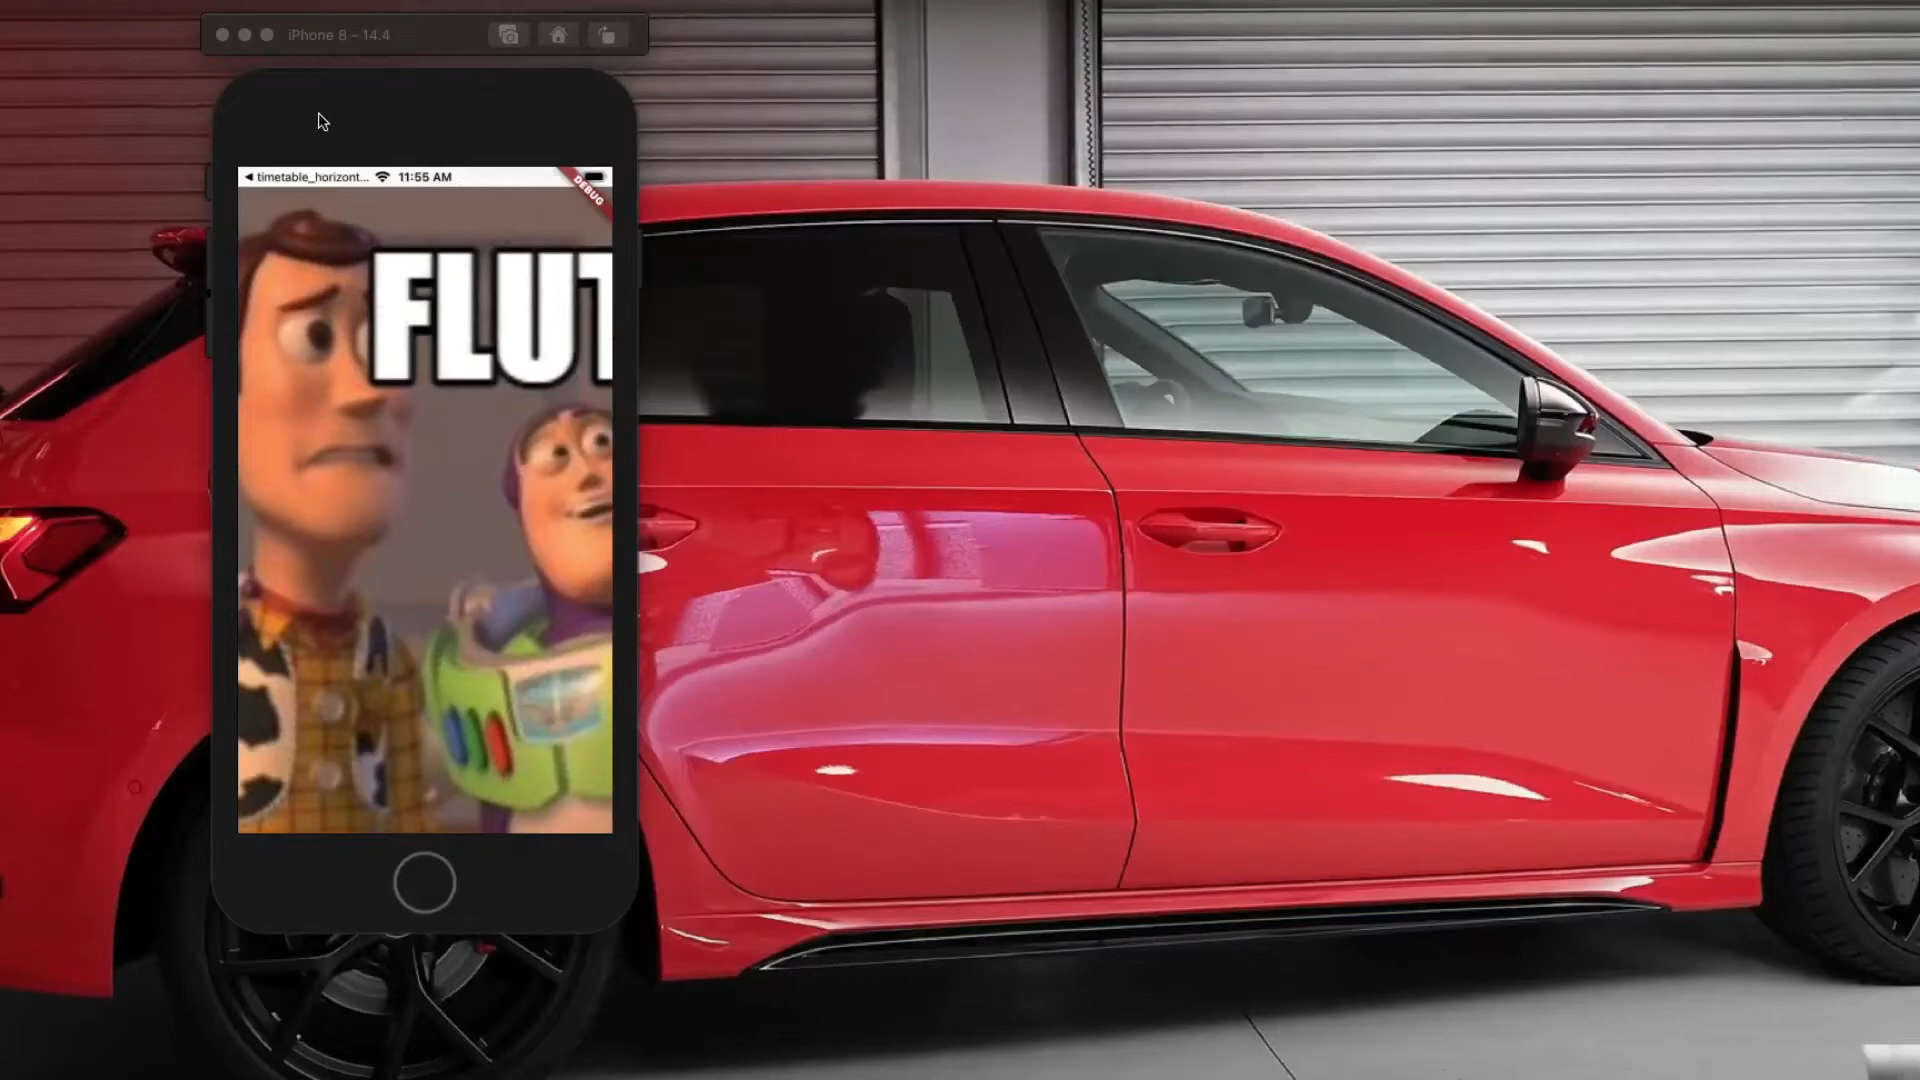 iPhone 8 – 14.4
timetable_horizont... 11:55 AM
DEBUG
FLUT